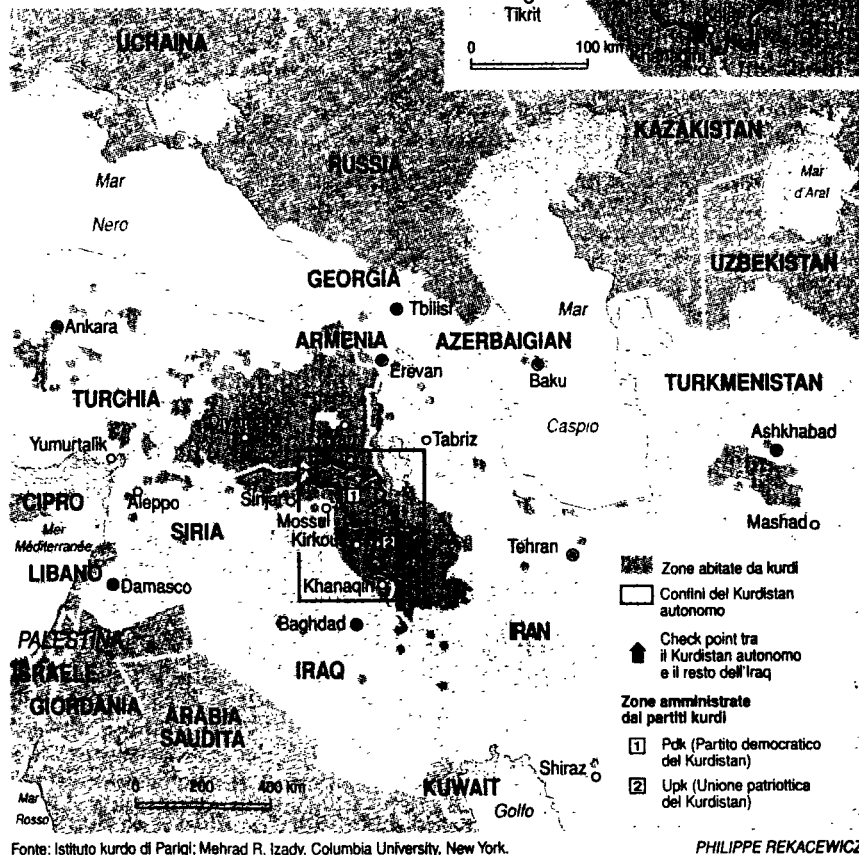 Tikrit
0 100 km
UCRAINA
KAZAKISTAN
RUSSIA
Mar
d'Aral
Mar
Nero
UZBEKISTAN
GEORGIA
Tbilisi
Mar
Caspio
Ankara
ARMENIA
AZERBAIGIAN
Erevan
Baku
TURKMENISTAN
TURCHIA
Ashkhabad
Tabriz
Yumurtalik
CIPRO
Aleppo
Sinjar
1
Mashad
Mer
Méditerranée
SIRIA
Mossul
Kirkou
2
Tehran
LIBANO
Damasco
Khanaqin
Baghdad
IRAN
PALESTINA
ISRAELE
IRAQ
GIORDANIA
ARABIA
SAUDITA
0 200 400 km
KUWAIT
Shiraz
Mar
Rosso
Golfo
Zone abitate da kurdi
Confini del Kurdistan
autonomo
Check point tra
il Kurdistan autonomo
e il resto dell'Iraq
Zone amministrate
dai partiti kurdi
1 Pdk (Partito democratico
del Kurdistan)
2 Upk (Unione patriottica
del Kurdistan)
Fonte: Istituto kurdo di Parigi; Mehrad R. Izady, Columbia University, New York.
PHILIPPE REKACEWICZ